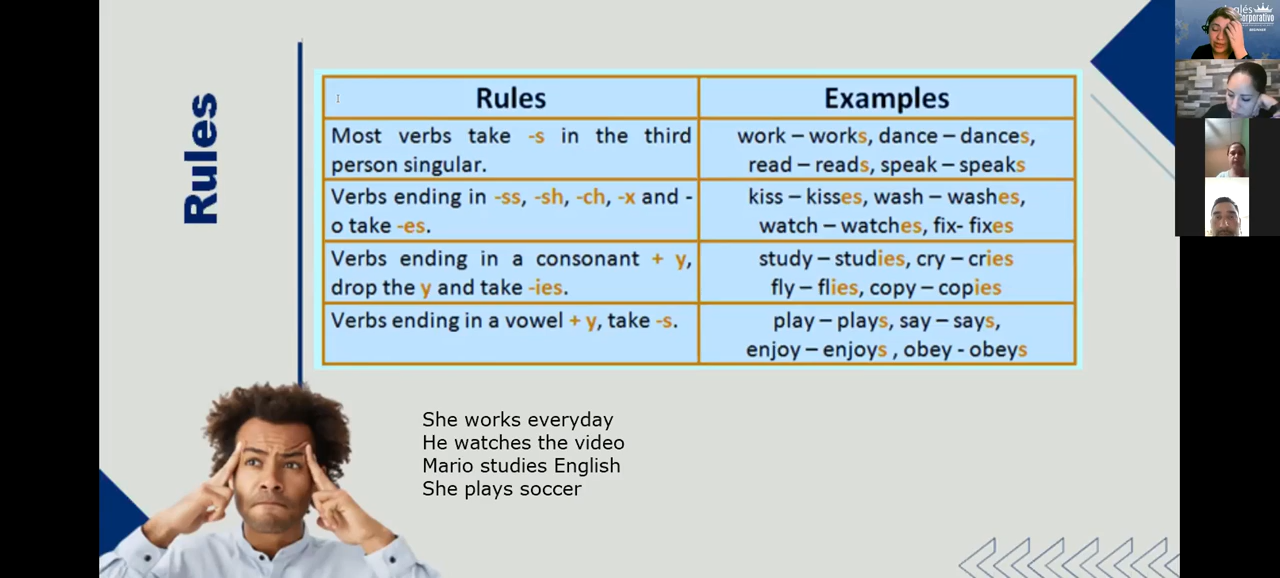 Rules
Rules
Examples
Most verbs take -s in the third
person singular.
work – works, dance – dances,
read – reads, speak – speaks
Verbs ending in -ss, -sh, -ch, -x and -
o take -es.
kiss – kisses, wash – washes,
watch – watches, fix- fixes
Verbs ending in a consonant + y,
drop the y and take -ies.
study – studies, cry – cries
fly – flies, copy – copies
Verbs ending in a vowel + y, take -s.
play – plays, say – says,
enjoy – enjoys , obey - obeys
She works everyday
He watches the video
Mario studies English
She plays soccer